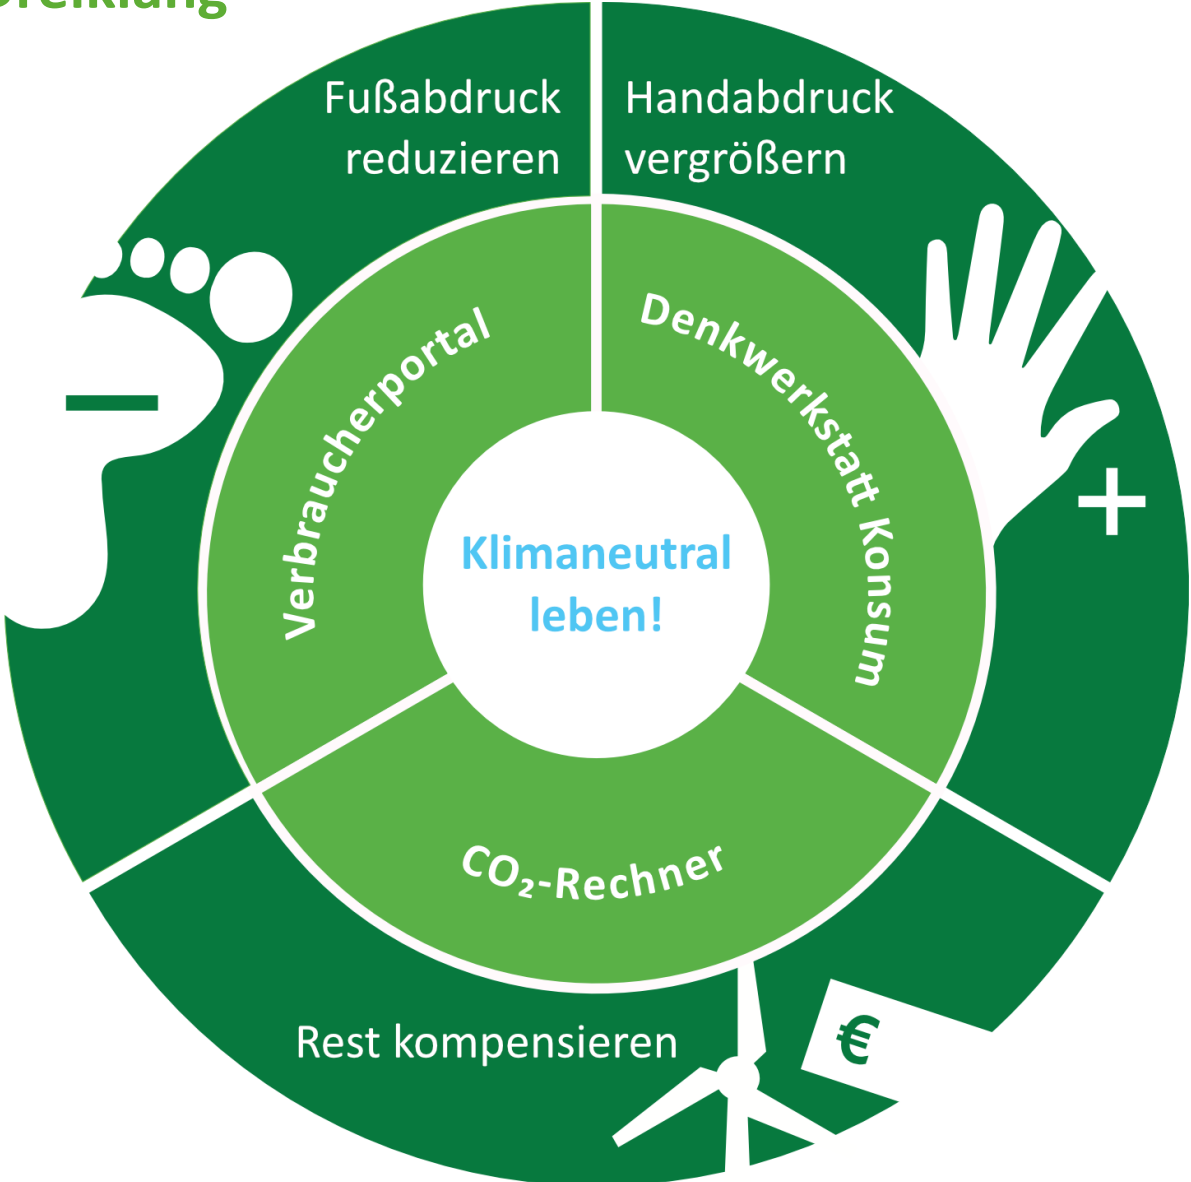 Fußabdruck
reduzieren
Handabdruck
vergrößern
Verbraucherportal
Denkwerkstatt Konsum
Klimaneutral
leben!
CO₂-Rechner
Rest kompensieren
€